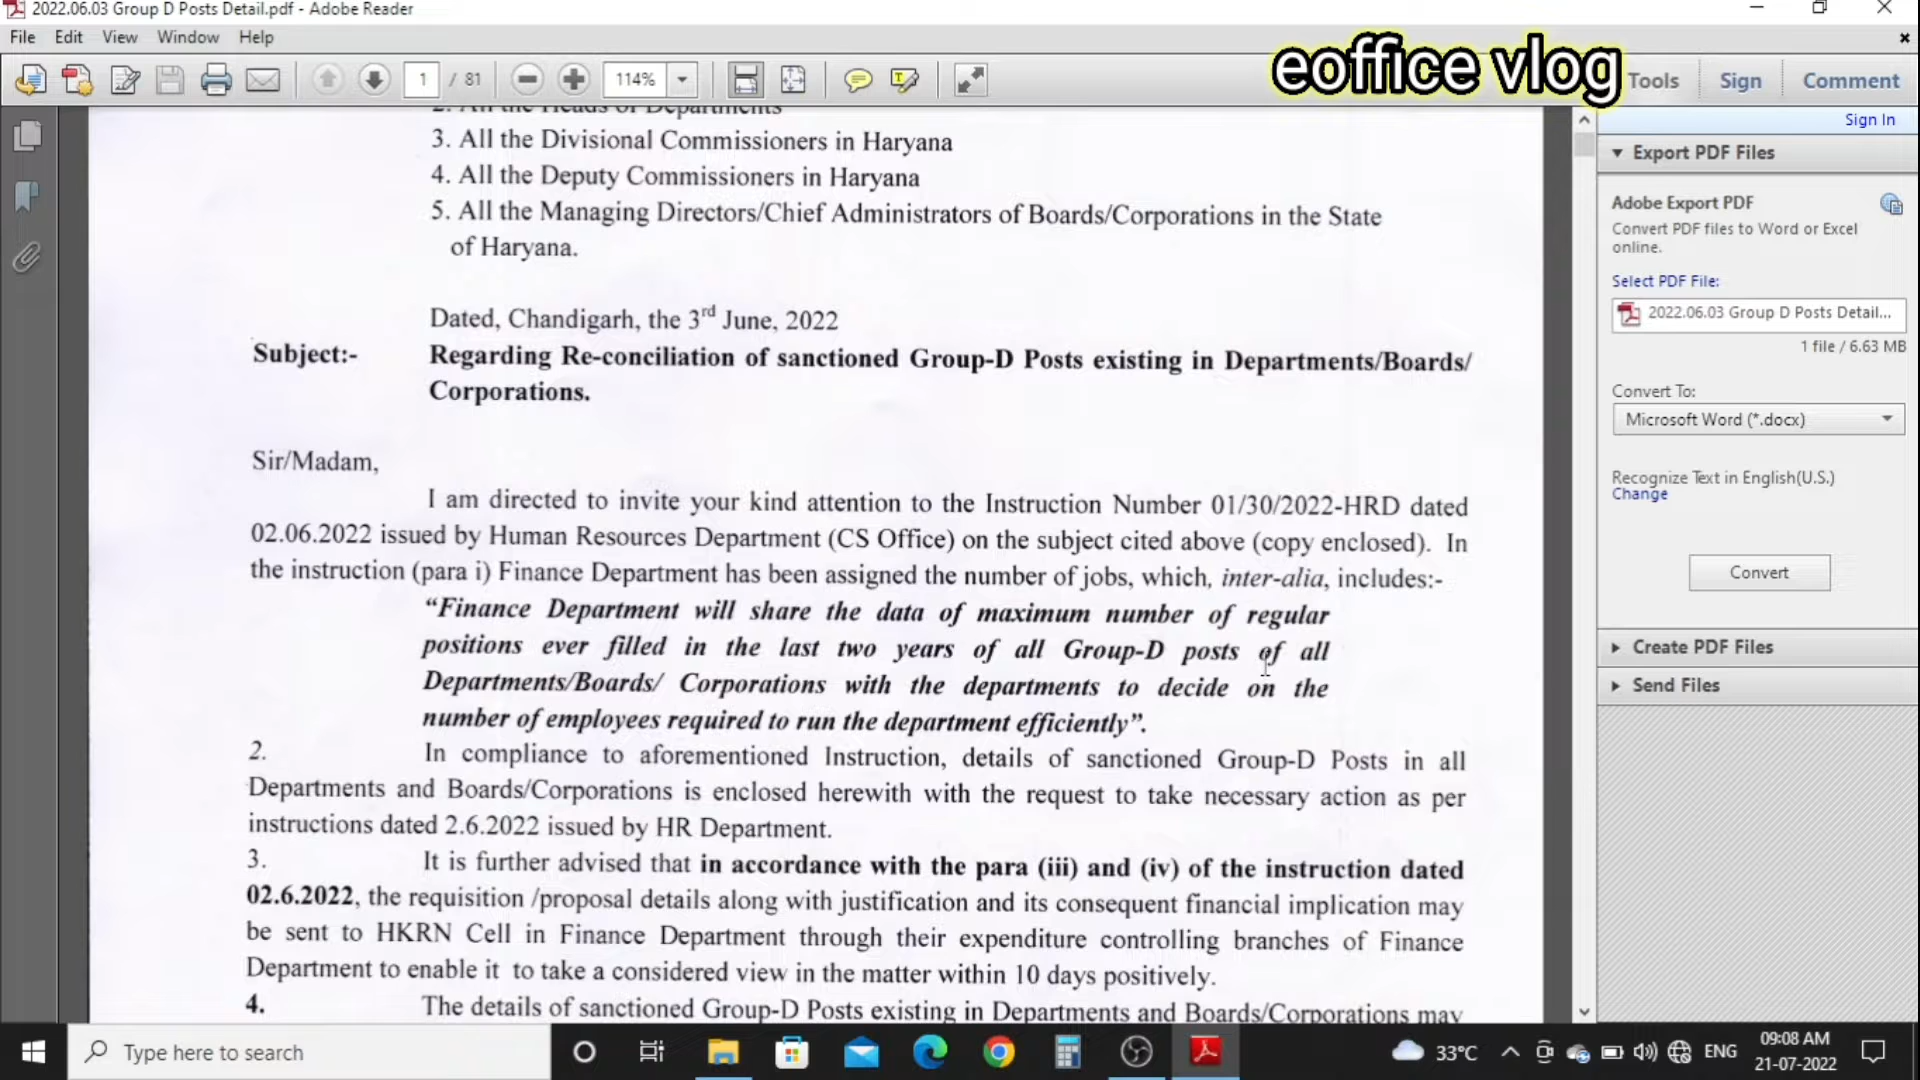 2022.06.03 Group D Posts Detail.pdf - Adobe Reader
File Edit View Window Help
eoffice vlog
1 / 81 114% Tools Sign Comment
Sign In
2. All the Heads of Departments
3. All the Divisional Commissioners in Haryana
4. All the Deputy Commissioners in Haryana
5. All the Managing Directors/Chief Administrators of Boards/Corporations in the State
of Haryana.
Dated, Chandigarh, the 3rd June, 2022
Subject:- Regarding Re-conciliation of sanctioned Group-D Posts existing in Departments/Boards/
Corporations.
Sir/Madam,
I am directed to invite your kind attention to the Instruction Number 01/30/2022-HRD dated
02.06.2022 issued by Human Resources Department (CS Office) on the subject cited above (copy enclosed). In
the instruction (para i) Finance Department has been assigned the number of jobs, which, inter-alia, includes:-
“Finance Department will share the data of maximum number of regular
positions ever filled in the last two years of all Group-D posts of all
Departments/Boards/ Corporations with the departments to decide on the
number of employees required to run the department efficiently”.
2. In compliance to aforementioned Instruction, details of sanctioned Group-D Posts in all
Departments and Boards/Corporations is enclosed herewith with the request to take necessary action as per
instructions dated 2.6.2022 issued by HR Department.
3. It is further advised that in accordance with the para (iii) and (iv) of the instruction dated
02.6.2022, the requisition /proposal details along with justification and its consequent financial implication may
be sent to HKRN Cell in Finance Department through their expenditure controlling branches of Finance
Department to enable it to take a considered view in the matter within 10 days positively.
4. The details of sanctioned Group-D Posts existing in Departments and Boards/Corporations may
Export PDF Files
Adobe Export PDF
Convert PDF files to Word or Excel
online.
Select PDF File:
2022.06.03 Group D Posts Detail...
1 file / 6.63 MB
Convert To:
Microsoft Word (*.docx)
Recognize Text in English(U.S.)
Change
Convert
Create PDF Files
Send Files
Type here to search
33°C
ENG
09:08 AM
21-07-2022